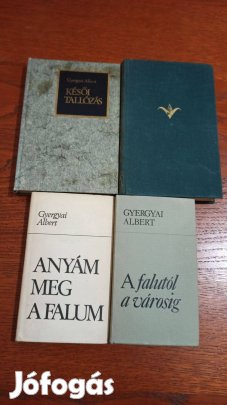 Gyergyai Albert
KÉSŐI
TALLÓZÁS
Gyergyai
Albert
ANYÁM
MEG
A FALUM
GYERGYAI
ALBERT
A falutól
a városig
Jófogás